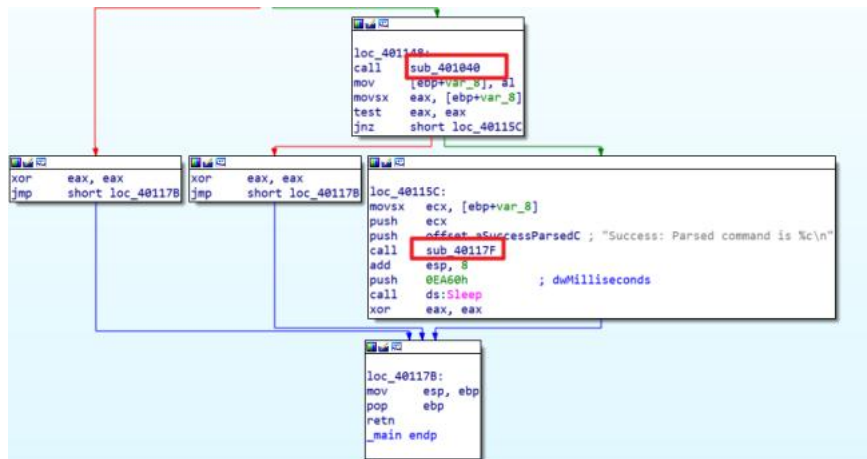 loc_401148:
call sub_401040
mov [ebp+var_8], al
movsx eax, [ebp+var_8]
test eax, eax
jnz short loc_40115C
xor eax, eax
jmp short loc_40117B
xor eax, eax
jmp short loc_40117B
loc_40115C:
movsx ecx, [ebp+var_8]
push ecx
push offset aSuccessParsedC ; "Success: Parsed command is %c\n"
call sub_40117F
add esp, 8
push 0EA60h ; dwMilliseconds
call ds:Sleep
xor eax, eax
loc_40117B:
mov esp, ebp
pop ebp
retn
_main endp